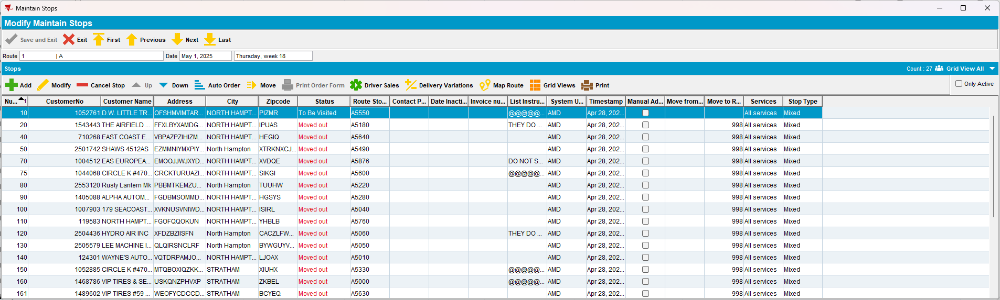 Maintain Stops
Modify Maintain Stops
Save and Exit Exit First Previous Next Last
Route 1 | A Date May 1, 2025 Thursday, week 18
Stops Count : 27 Grid View All
Add Modify Cancel Stop Up Down Auto Order Move Print Order Form Driver Sales Delivery Variations Map Route Grid Views Print Only Active
Nu... 1 CustomerNo Customer Name Address City Zipcode Status Route Sto... Contact P... Date Inacti... Invoice nu... List Instru... System U... Timestamp Manual Ad... Move from... Move to R... Services Stop Type
10 1052761 D.W. LITTLE TR... OFSHMVIMTAR... NORTH HAMPT... PIZMR To Be Visited A5550 @@@@@... AMD Apr 28, 202... All services Mixed
20 1543443 THE AIRFIELD ... FFXLBYXAMDG... NORTH HAMPT... IPUAS Moved out A5180 THEY DO ... AMD Apr 28, 202... 998 All services Mixed
40 710268 EAST COAST E... VBPAZPZIHIZM... NORTH HAMPT... HEGIQ Moved out A5640 AMD Apr 28, 202... 998 All services Mixed
50 2501742 SHAWS 4512AS EZMMNIYMXPIY... North Hampton XTRKNXCJ... Moved out A5490 AMD Apr 28, 202... 998 All services Mixed
70 1004512 EAS EUROPEA... EMOOJJWJXYD... NORTH HAMPT... XVDQE Moved out A5876 DO NOT S... AMD Apr 28, 202... 998 All services Mixed
75 1044068 CIRCLE K #470... CRCKTURUAZI... NORTH HAMPT... SIKGI Moved out A5600 @@@@@... AMD Apr 28, 202... 998 All services Mixed
80 2553120 Rusty Lantern Mk PBBMTKEMZU... North Hampton TUUHW Moved out A5220 AMD Apr 28, 202... 998 All services Mixed
90 1405088 ALPHA AUTOM... FGDBMSOMMD... NORTH HAMPT... HGSYS Moved out A5280 AMD Apr 28, 202... 998 All services Mixed
100 1007903 179 SEACOAST... XVKNUSVNIWD... NORTH HAMPT... ISIRL Moved out A5040 AMD Apr 28, 202... 998 All services Mixed
110 119583 NORTH HAMPT... FGOFQQOKUN NORTH HAMPT... YHBLB Moved out A5760 AMD Apr 28, 202... 998 All services Mixed
120 2504436 HYDRO AIR INC XFDZBZIISFN North Hampton CACZLFW... Moved out A5060 THEY DO ... AMD Apr 28, 202... 998 All services Mixed
130 2505579 LEE MACHINE I... QLQIRSNCLRF North Hampton BYWGUYV... Moved out A5050 AMD Apr 28, 202... 998 All services Mixed
140 124301 WAYNE'S AUTO... VQTDRPAMJO... NORTH HAMPT... LJOAX Moved out A5010 AMD Apr 28, 202... 998 All services Mixed
150 1052885 CIRCLE K #470... MTQBOXIQZKK... STRATHAM XIUHX Moved out A5330 @@@@@... AMD Apr 28, 202... 998 All services Mixed
160 1468786 VIP TIRES & SE... USKQNZPHVXP STRATHAM ZKBEL Moved out A5000 @@@@@... AMD Apr 28, 202... 998 All services Mixed
161 1489602 VIP TIRES #59 ... WEOFYCDCCD... STRATHAM BCYEQ Moved out A5630 AMD Apr 28, 202... 998 All services Mixed